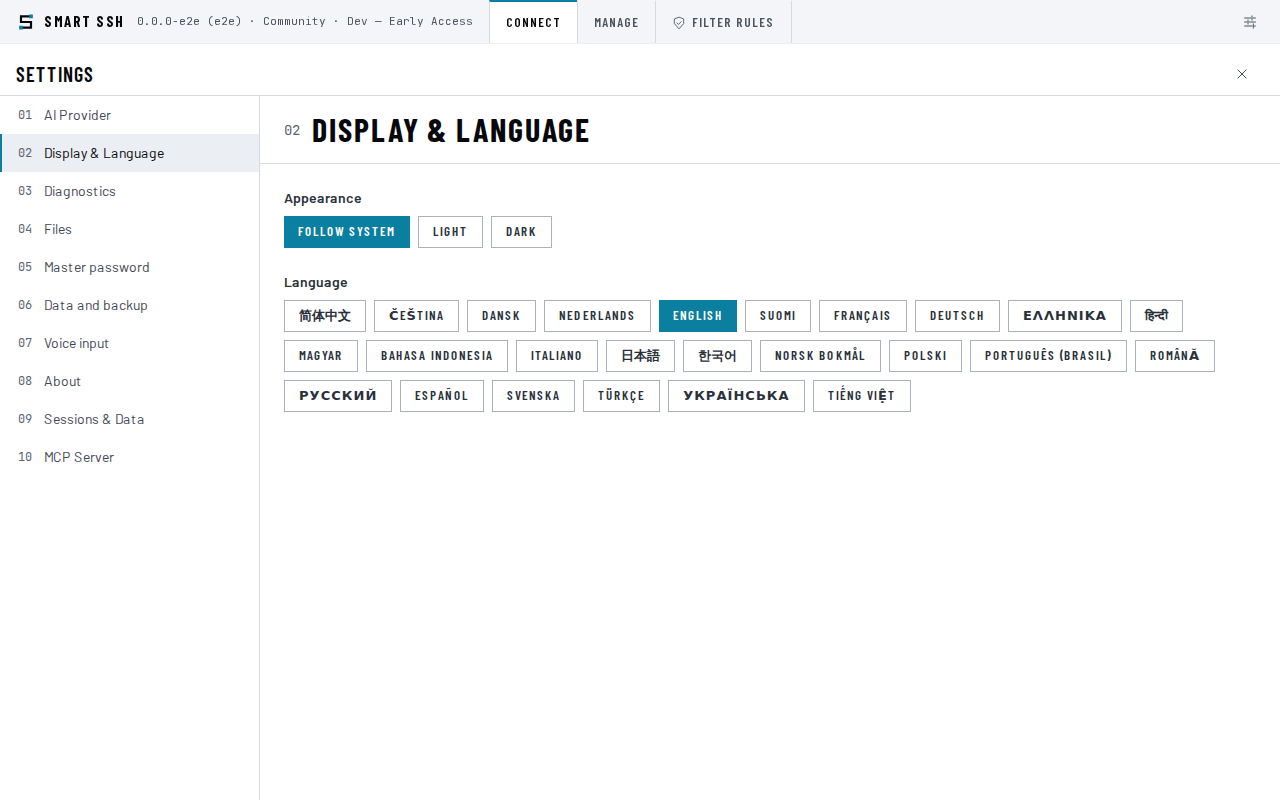 SMART SSH 0.0.0-e2e (e2e) · Community · Dev — Early Access CONNECT MANAGE FILTER RULES
SETTINGS
01 AI Provider
02 Display & Language
03 Diagnostics
04 Files
05 Master password
06 Data and backup
07 Voice input
08 About
09 Sessions & Data
10 MCP Server
02 DISPLAY & LANGUAGE
Appearance
FOLLOW SYSTEM LIGHT DARK
Language
简体中文 ČEŠTINA DANSK NEDERLANDS ENGLISH SUOMI FRANÇAIS DEUTSCH ΕΛΛΗΝΙΚΑ हिन्दी
MAGYAR BAHASA INDONESIA ITALIANO 日本語 한국어 NORSK BOKMÅL POLSKI PORTUGUÊS (BRASIL) ROMÂNĂ
РУССКИЙ ESPAÑOL SVENSKA TÜRKÇE УКРАЇНСЬКА TIẾNG VIỆT